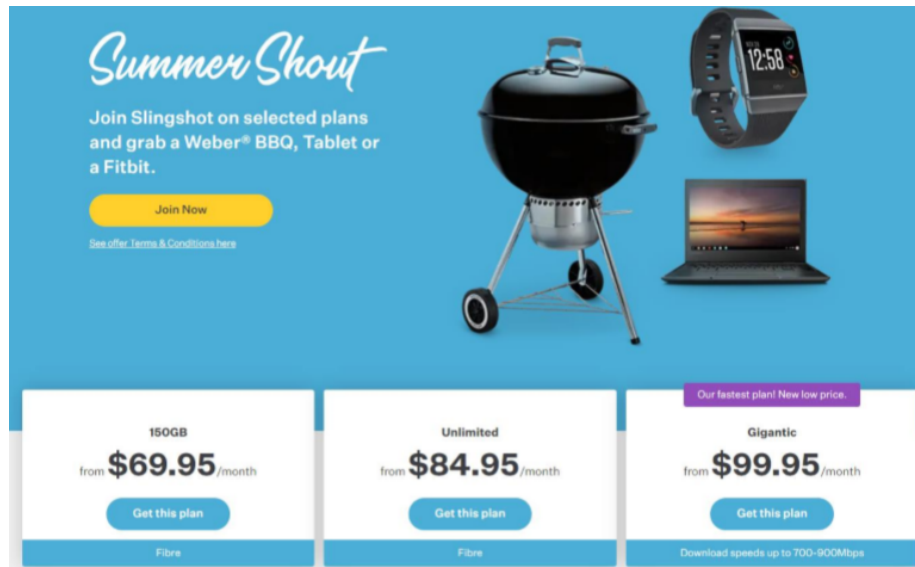 Summer Shout
Join Slingshot on selected plans
and grab a Weber® BBQ, Tablet or
a Fitbit.
Join Now
See offer Terms & Conditions here
12:58
Our fastest plan! New low price.
150GB
from $69.95/month
Get this plan
Fibre
Unlimited
from $84.95/month
Get this plan
Fibre
Gigantic
from $99.95/month
Get this plan
Download speeds up to 700-900Mbps